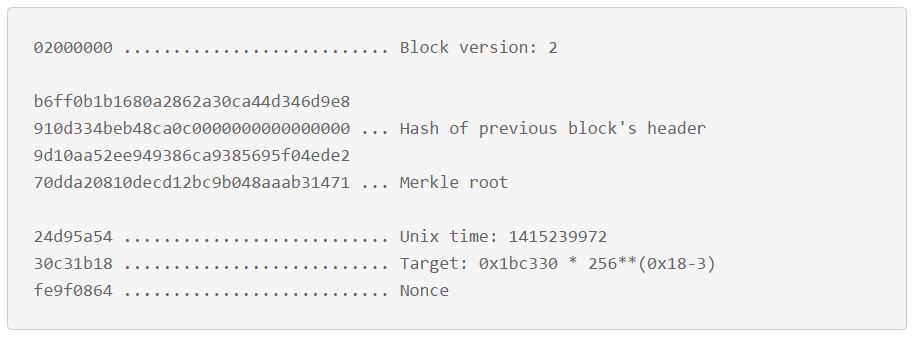 02000000 ........................... Block version: 2
b6ff0b1b1680a2862a30ca44d346d9e8
910d334beb48ca0c0000000000000000 ... Hash of previous block's header
9d10aa52ee949386ca9385695f04ede2
70dda20810decd12bc9b048aaab31471 ... Merkle root
24d95a54 ........................... Unix time: 1415239972
30c31b18 ........................... Target: 0x1bc330 * 256**(0x18-3)
fe9f0864 ........................... Nonce